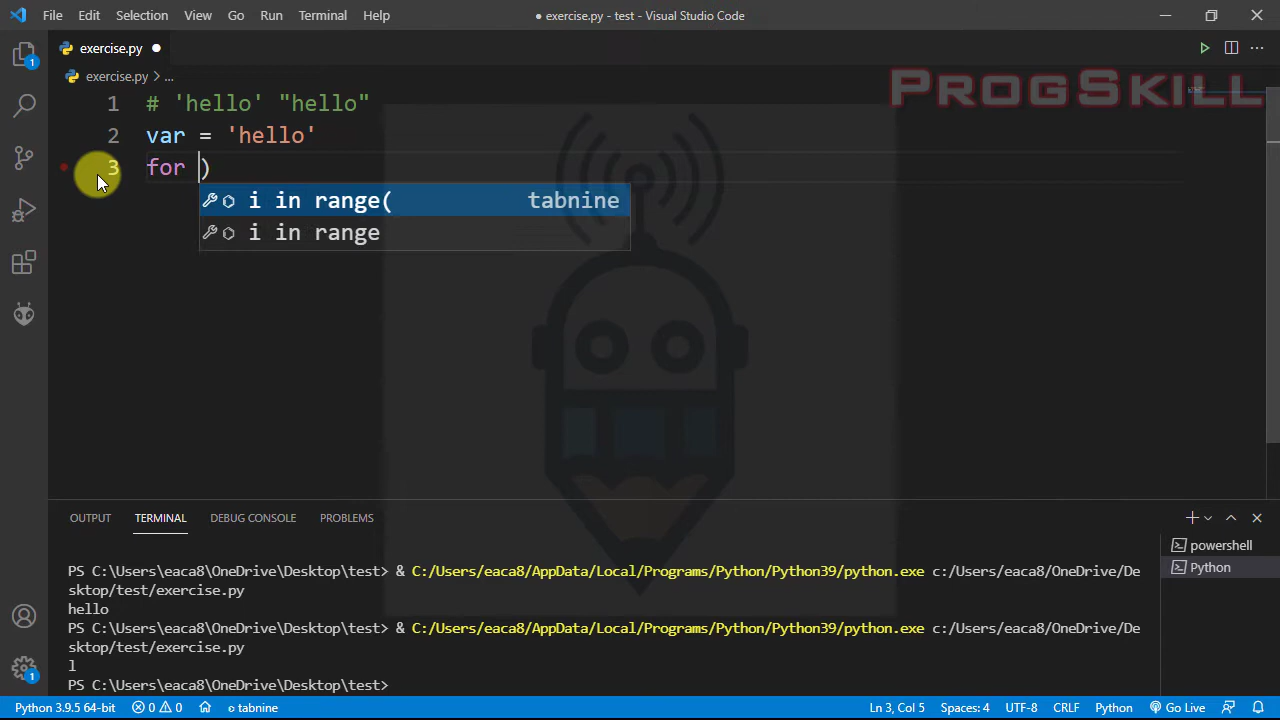 File Edit Selection View Go Run Terminal Help
● exercise.py - test - Visual Studio Code
exercise.py
exercise.py > ...
PROGSKILL
1 # 'hello' "hello"
2 var = 'hello'
3 for )
i in range( tabnine
i in range
OUTPUT TERMINAL DEBUG CONSOLE PROBLEMS
powershell
Python
PS C:\Users\eaca8\OneDrive\Desktop\test> & C:/Users/eaca8/AppData/Local/Programs/Python/Python39/python.exe c:/Users/eaca8/OneDrive/De
sktop/test/exercise.py
hello
PS C:\Users\eaca8\OneDrive\Desktop\test> & C:/Users/eaca8/AppData/Local/Programs/Python/Python39/python.exe c:/Users/eaca8/OneDrive/De
sktop/test/exercise.py
l
PS C:\Users\eaca8\OneDrive\Desktop\test>
1
1
Python 3.9.5 64-bit 0 0 tabnine Ln 3, Col 5 Spaces: 4 UTF-8 CRLF Python Go Live